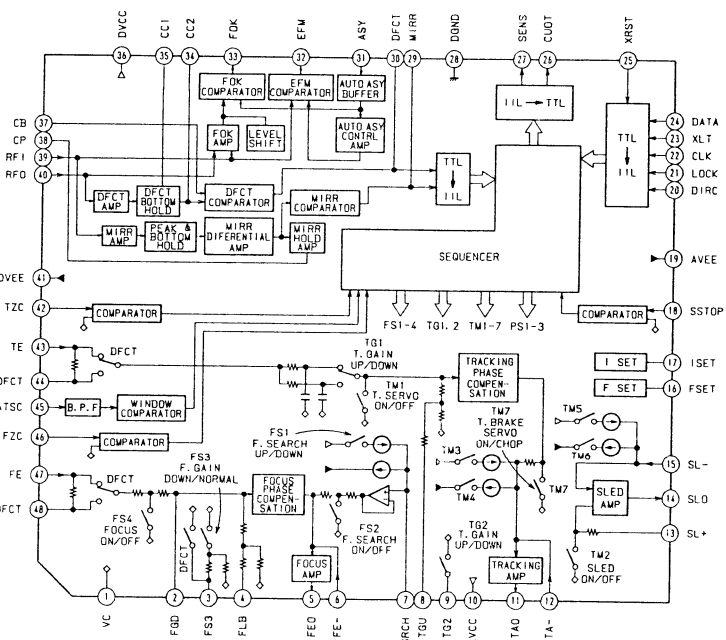 DVCC
CC1
CC2
FOK
EFM
ASY
DFCT
MIRR
DGND
SENS
CUOT
XRST
36
35
34
33
32
31
30
29
28
27
26
25
FOK
COMPARATOR
EFM
COMPARATOR
AUTO ASY
BUFFER
IIL → TTL
CB 37
CP 38
RFI 39
RFO 40
FOK
AMP
LEVEL
SHIFT
AUTO ASY
CONTRL
AMP
TTL
↓
IIL
TTL
↓
IIL
24 DATA
23 XLT
22 CLK
21 LOCK
20 DIRC
DFCT
AMP
DFCT
BOTTOM
HOLD
DFCT
COMPARATOR
MIRR
COMPARATOR
MIRR
AMP
PEAK &
BOTTOM
HOLD
MIRR
DIFERENTIAL
AMP
MIRR
HOLD
AMP
SEQUENCER
19 AVEE
DVEE 41
TZC 42
COMPARATOR
FS1-4 TG1.2 TM1-7 PS1-3
COMPARATOR
18 SSTOP
TE 43
DFCT
DFCT 44
TG1
T. GAIN
UP/DOWN
TM1
T. SERVO
ON/OFF
TRACKING
PHASE
COMPEN-
SATION
I SET
17 ISET
F SET
16 FSET
ATSC 45
B.P.F
WINDOW
COMPARATOR
FZC 46
COMPARATOR
FS1
F. SEARCH
UP/DOWN
TM7
T. BRAKE
SERVO
ON/CHOP
TM5
TM6
TM3
TM4
TM7
15 SL-
FE 47
DFCT
DFCT 48
FS3
F. GAIN
DOWN/NORMAL
FOCUS
PHASE
COMPEN-
SATION
SLED
AMP
14 SLO
13 SL+
FS4
FOCUS
ON/OFF
DFCT
FS2
F. SEARCH
ON/OFF
TG2
T. GAIN
UP/DOWN
TM2
SLED
ON/OFF
FOCUS
AMP
TRACKING
AMP
1
2
3
4
5
6
7
8
9
10
11
12
VC
FGD
FS3
FLB
FEO
FE-
SRCH
TGU
TG2
VCC
TAO
TA-